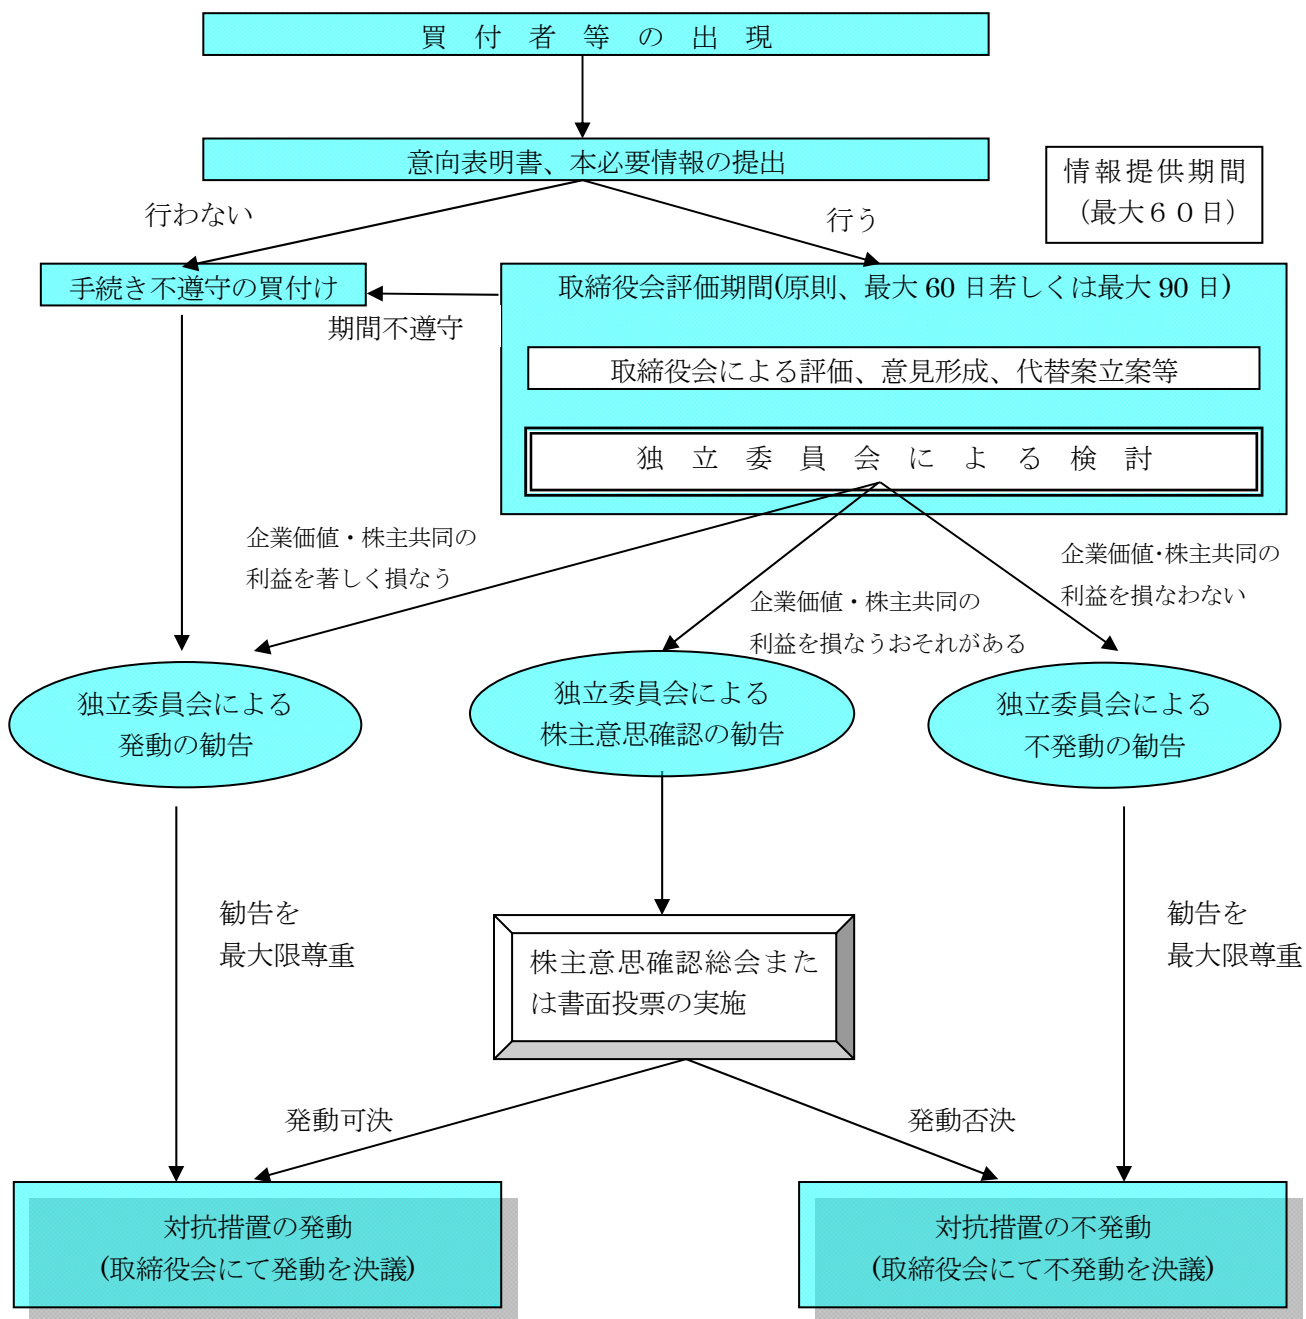 買付者等の出現
意向表明書、本必要情報の提出
情報提供期間
（最大６０日）
行わない
行う
手続き不遵守の買付け
取締役会評価期間(原則、最大 60 日若しくは最大 90 日)
期間不遵守
取締役会による評価、意見形成、代替案立案等
独立委員会による検討
企業価値・株主共同の
利益を著しく損なう
企業価値・株主共同の
利益を損なうおそれがある
企業価値･株主共同の
利益を損なわない
独立委員会による
発動の勧告
独立委員会による
株主意思確認の勧告
独立委員会による
不発動の勧告
勧告を
最大限尊重
株主意思確認総会また
は書面投票の実施
勧告を
最大限尊重
発動可決
発動否決
対抗措置の発動
(取締役会にて発動を決議)
対抗措置の不発動
(取締役会にて不発動を決議)